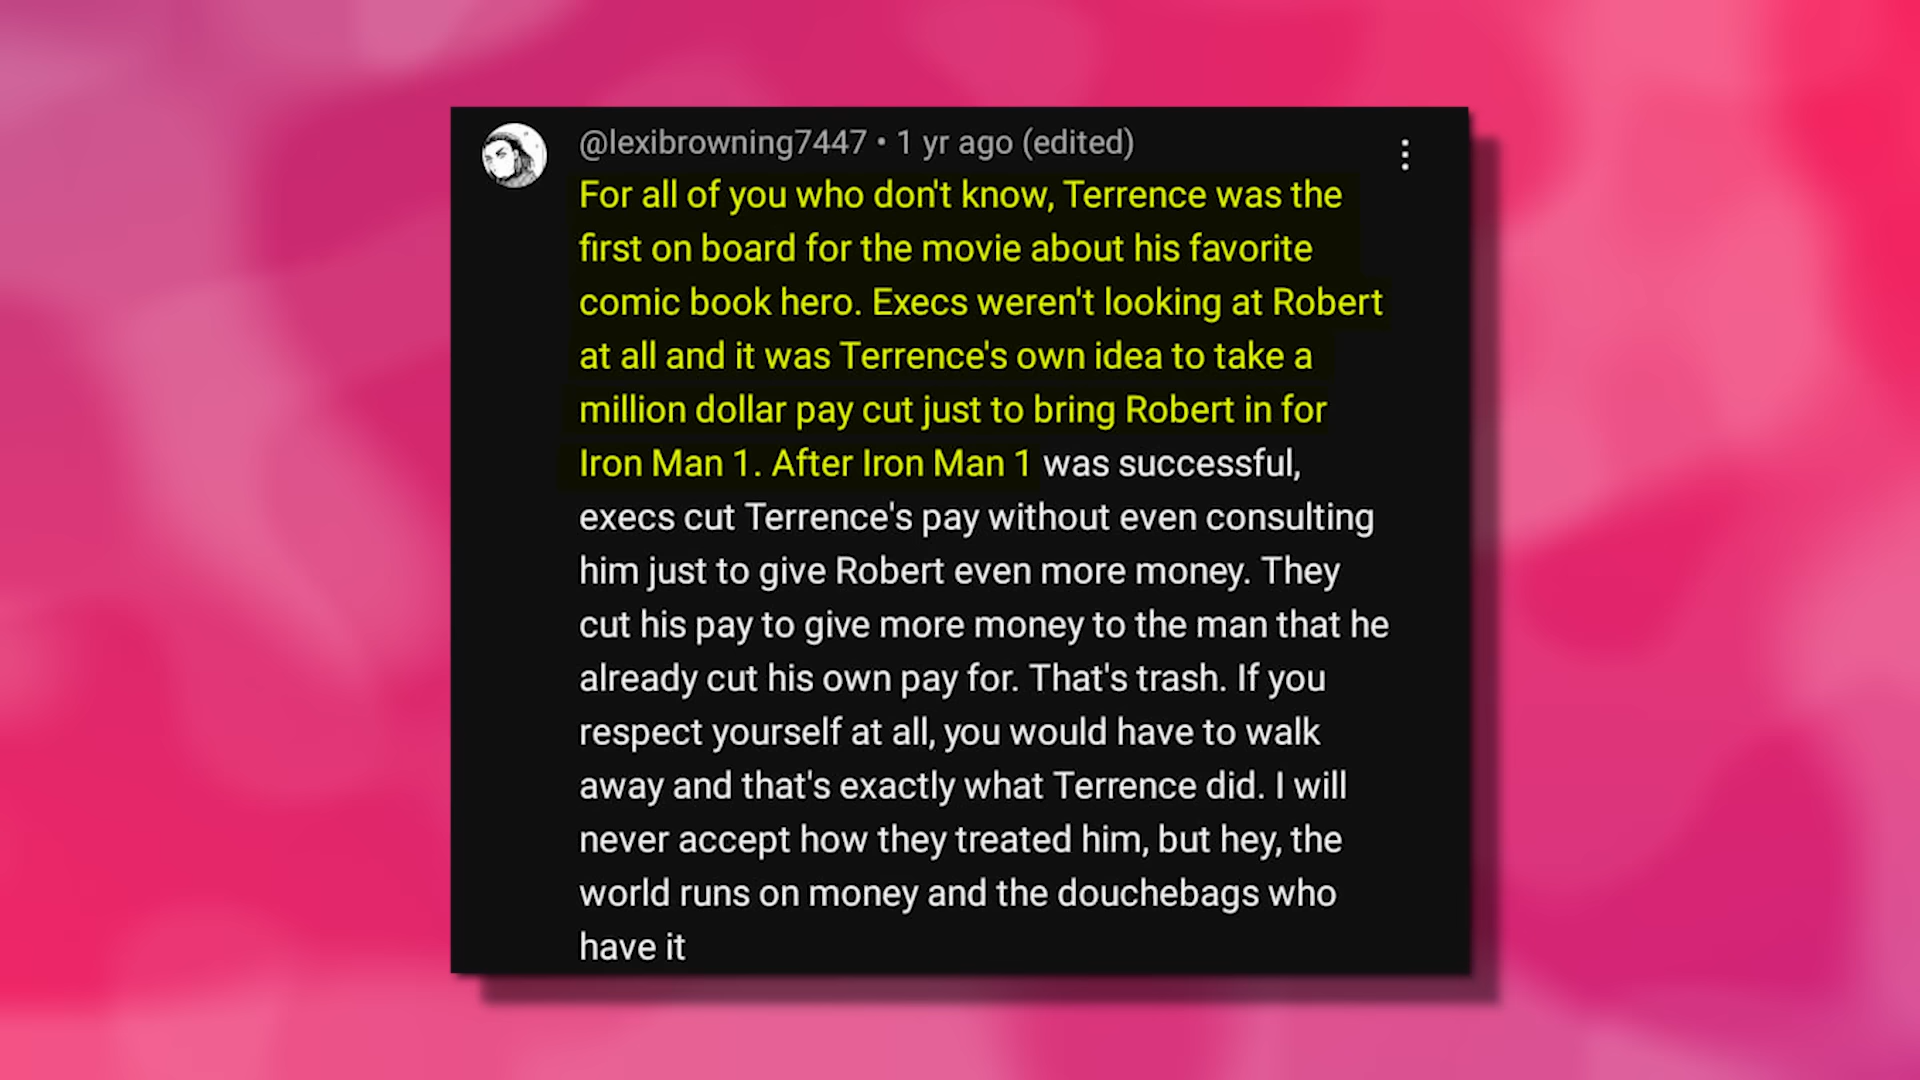 @lexibrowning7447 • 1 yr ago (edited)
For all of you who don't know, Terrence was the
first on board for the movie about his favorite
comic book hero. Execs weren't looking at Robert
at all and it was Terrence's own idea to take a
million dollar pay cut just to bring Robert in for
Iron Man 1. After Iron Man 1 was successful,
execs cut Terrence's pay without even consulting
him just to give Robert even more money. They
cut his pay to give more money to the man that he
already cut his own pay for. That's trash. If you
respect yourself at all, you would have to walk
away and that's exactly what Terrence did. I will
never accept how they treated him, but hey, the
world runs on money and the douchebags who
have it